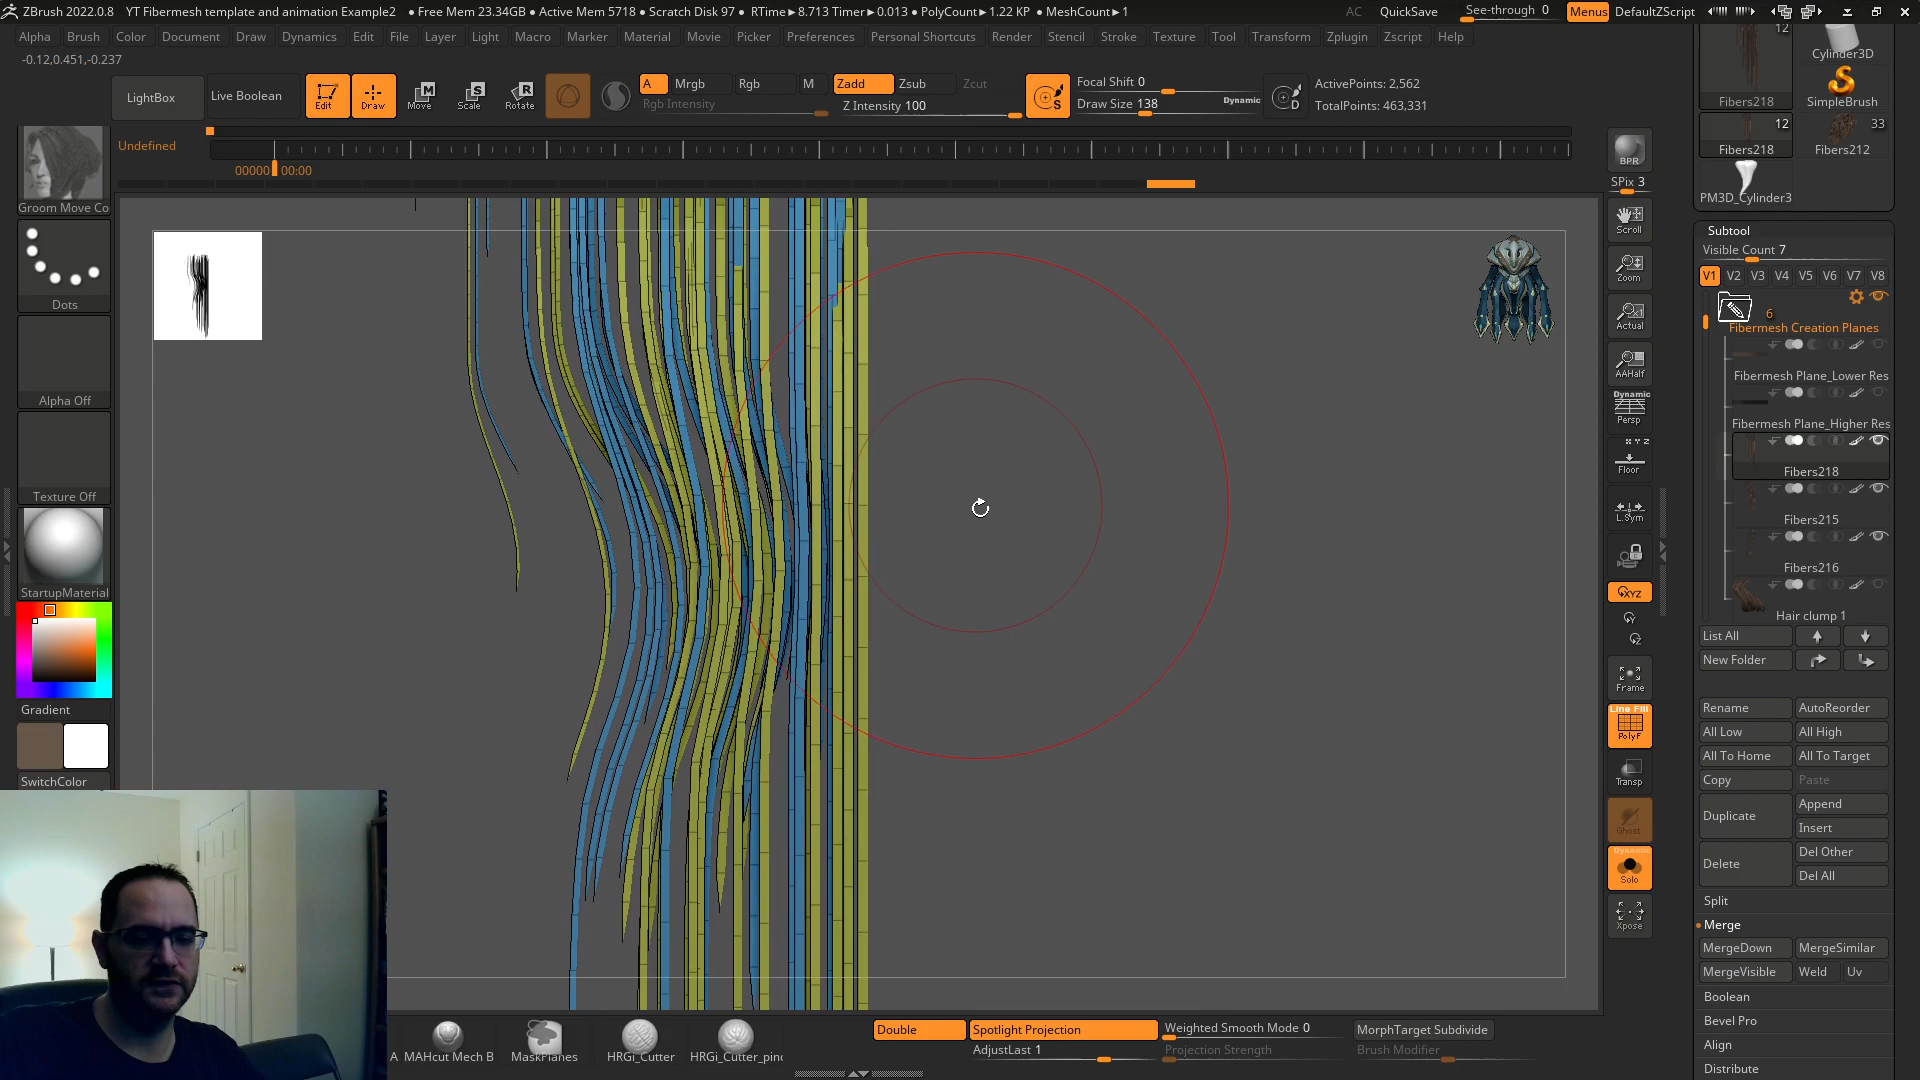 ZBrush 2022.0.8 YT Fibermesh template and animation Example2 ● Free Mem 23.34GB ● Active Mem 5718 ● Scratch Disk 97 ● RTime►8.713 Timer►0.013 ● PolyCount►1.22 KP ● MeshCount►1 AC QuickSave See-through 0 Menus DefaultZScript
Alpha Brush Color Document Draw Dynamics Edit File Layer Light Macro Marker Material Movie Picker Preferences Personal Shortcuts Render Stencil Stroke Texture Tool Transform Zplugin Zscript Help
-0.12,0.451,-0.237
LightBox Live Boolean Edit Draw Move Scale Rotate A Mrgb Rgb M Zadd Zsub Zcut Focal Shift 0 ActivePoints: 2,562
Rgb Intensity Z Intensity 100 Draw Size 138 Dynamic TotalPoints: 463,331
Undefined
00000 00:00
Groom Move Co
Dots
Alpha Off
Texture Off
StartupMaterial
Gradient
SwitchColor
BPR
SPix 3
Scroll
Zoom
Actual
AAHalf
Dynamic
Persp
X Y Z
Floor
L.Sym
XYZ
Y
Z
Frame
Line Fill
PolyF
Transp
Ghost
Dynamic
Solo
Xpose
12
Cylinder3D
Fibers218
SimpleBrush
12
33
Fibers218
Fibers212
PM3D_Cylinder3
Subtool
Visible Count 7
V1 V2 V3 V4 V5 V6 V7 V8
6
Fibermesh Creation Planes
Fibermesh Plane_Lower Res
Fibermesh Plane_Higher Res
Fibers218
Fibers215
Fibers216
Hair clump 1
List All
New Folder
Rename AutoReorder
All Low All High
All To Home All To Target
Copy Paste
Duplicate Append
Insert
Delete Del Other
Del All
Split
Merge
MergeDown MergeSimilar
MergeVisible Weld Uv
Boolean
Bevel Pro
Align
Distribute
A MAHcut Mech B MaskPlanes HRGi_Cutter HRGi_Cutter_pinc
Double Spotlight Projection Weighted Smooth Mode 0 MorphTarget Subdivide
AdjustLast 1 Projection Strength Brush Modifier